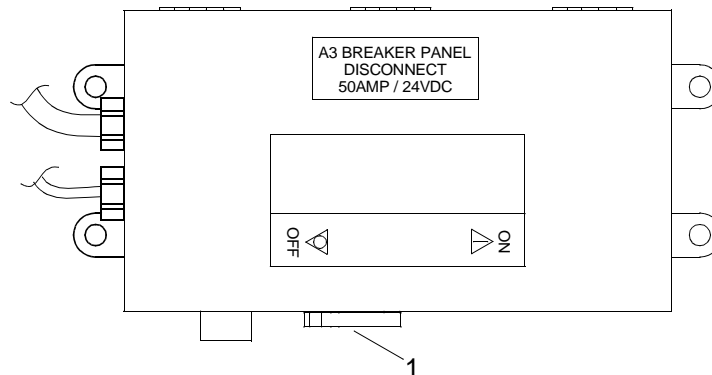 A3 BREAKER PANEL
DISCONNECT
50AMP / 24VDC
OFF
ON
1